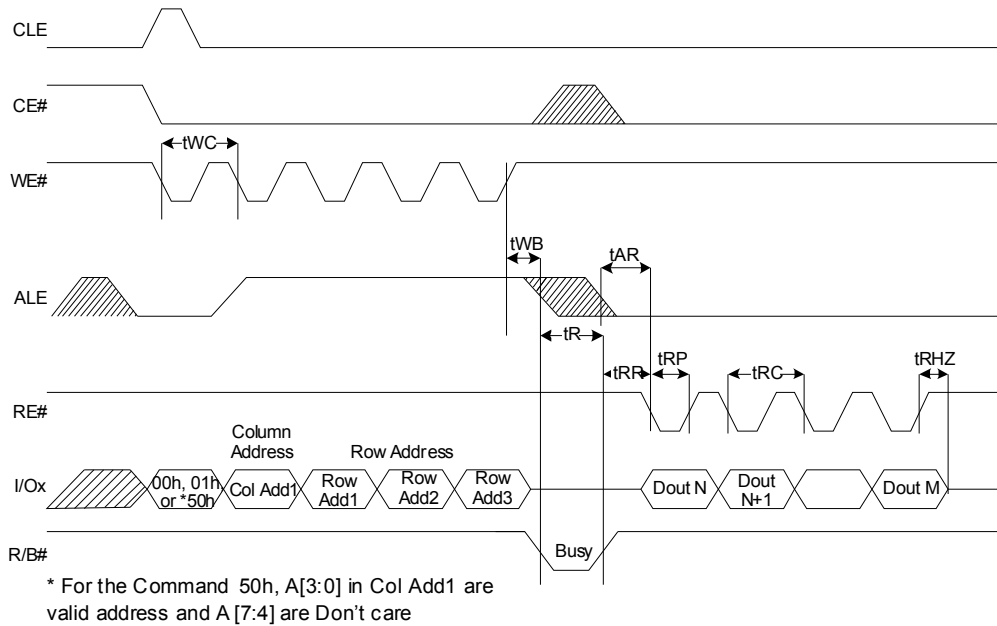 CLE
CE#
tWC
WE#
tWB
tAR
ALE
tR
tRR
tRP
tRC
tRHZ
RE#
Column
Address
Row Address
I/Ox
00h, 01h,
or *50h
Col Add1
Row
Add1
Row
Add2
Row
Add3
Dout N
Dout
N+1
Dout M
R/B#
Busy
* For the Command 50h, A[3:0] in Col Add1 are
valid address and A [7:4] are Don't care